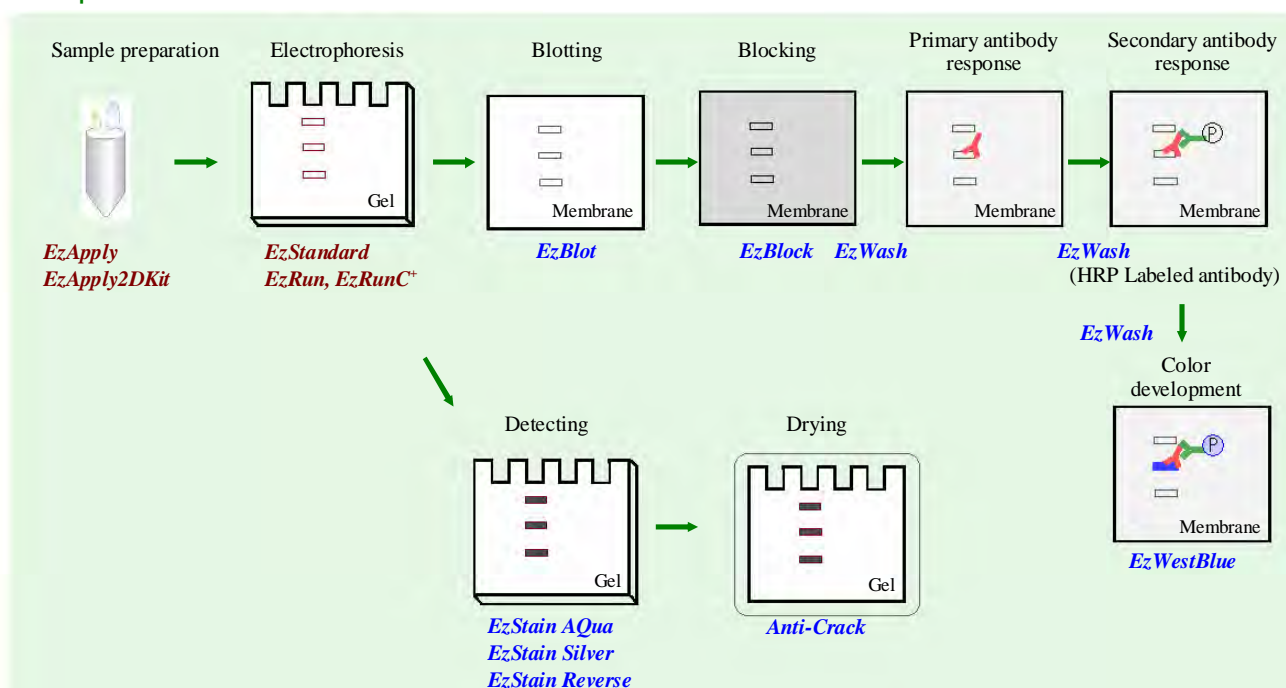 Sample preparation
Electrophoresis
Blotting
Blocking
Primary antibody
response
Secondary antibody
response
P
Gel
Membrane
Membrane
Membrane
Membrane
EzApply
EzApply2DKit
EzStandard
EzRun, EzRunC+
EzBlot
EzBlock
EzWash
EzWash
(HRP Labeled antibody)
EzWash
Color
development
P
Membrane
EzWestBlue
Detecting
Drying
Gel
Gel
EzStain AQua
EzStain Silver
EzStain Reverse
Anti-Crack